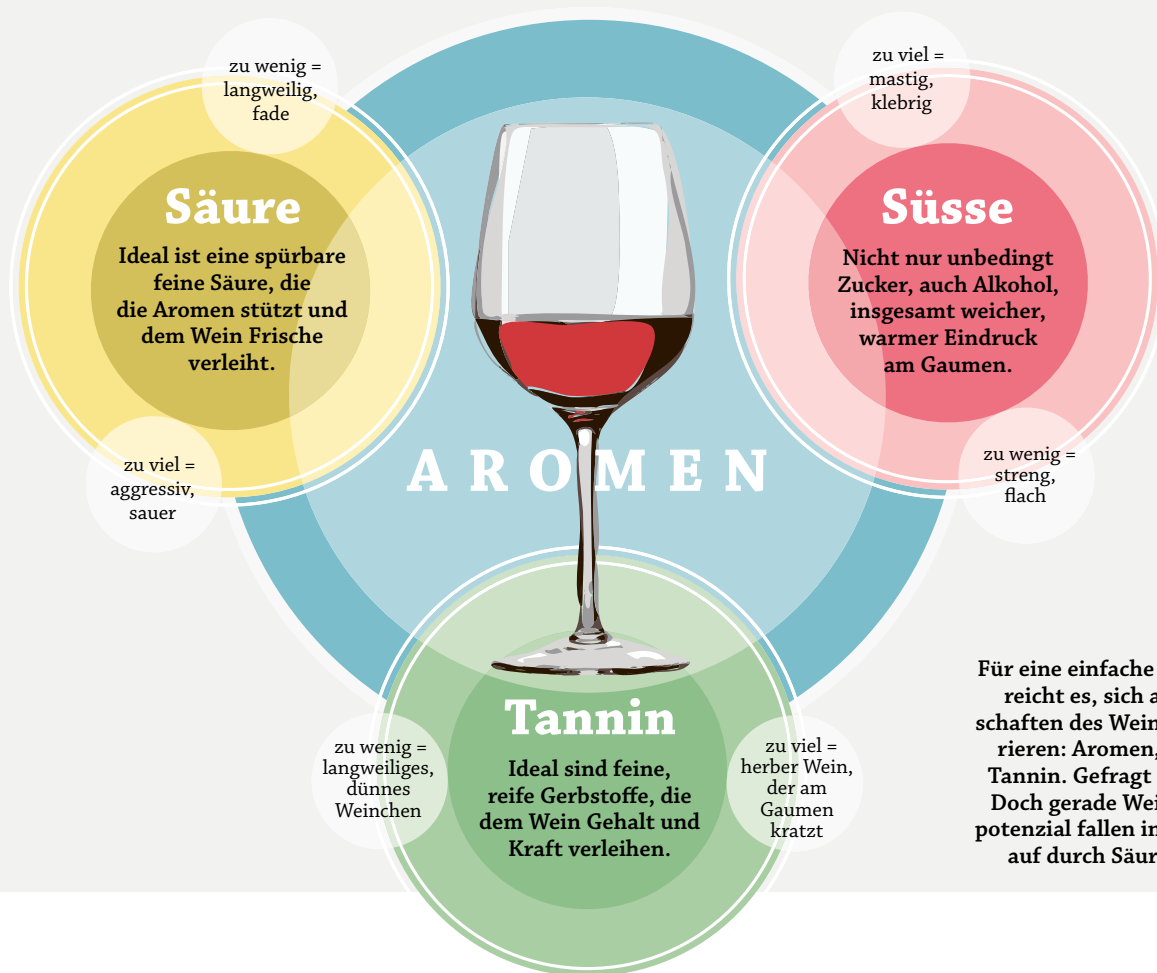 zu wenig =
langweilig,
fade
Säure
Ideal ist eine spürbare
feine Säure, die
die Aromen stützt und
dem Wein Frische
verleiht.
zu viel =
aggressiv,
sauer
zu viel =
mastig,
klebrig
Süsse
Nicht nur unbedingt
Zucker, auch Alkohol,
insgesamt weicher,
warmer Eindruck
am Gaumen.
zu wenig =
streng,
flach
AROMEN
Tannin
Ideal sind feine,
reife Gerbstoffe, die
dem Wein Gehalt und
Kraft verleihen.
zu wenig =
langweiliges,
dünnes
Weinchen
zu viel =
herber Wein,
der am
Gaumen
kratzt
Für eine einfache
reicht es, sich
schaften des
rieren: Aromen,
Tannin. Gefragt
Doch gerade
potenzial fallen
auf durch